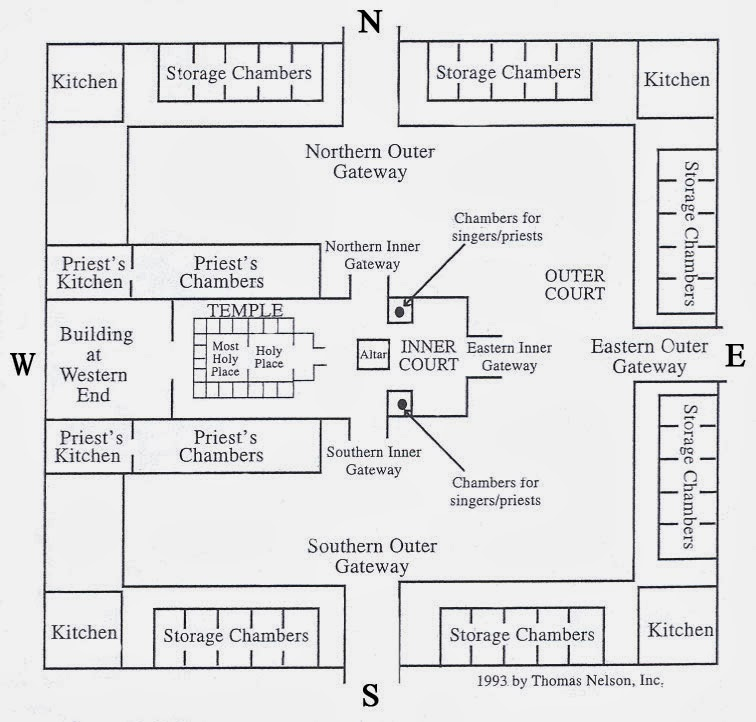 N
Kitchen
Storage Chambers
Storage Chambers
Kitchen
Northern Outer
Gateway
Storage Chambers
Chambers for
singers/priests
Northern Inner
Gateway
Priest's
Kitchen
Priest's
Chambers
OUTER
COURT
TEMPLE
Building
at
Western
End
Most
Holy
Place
Holy
Place
Altar
INNER
COURT
Eastern Inner
Gateway
Eastern Outer
Gateway
W
E
Priest's
Kitchen
Priest's
Chambers
Southern Inner
Gateway
Storage Chambers
Chambers for
singers/priests
Southern Outer
Gateway
Kitchen
Storage Chambers
Storage Chambers
Kitchen
S
1993 by Thomas Nelson, Inc.